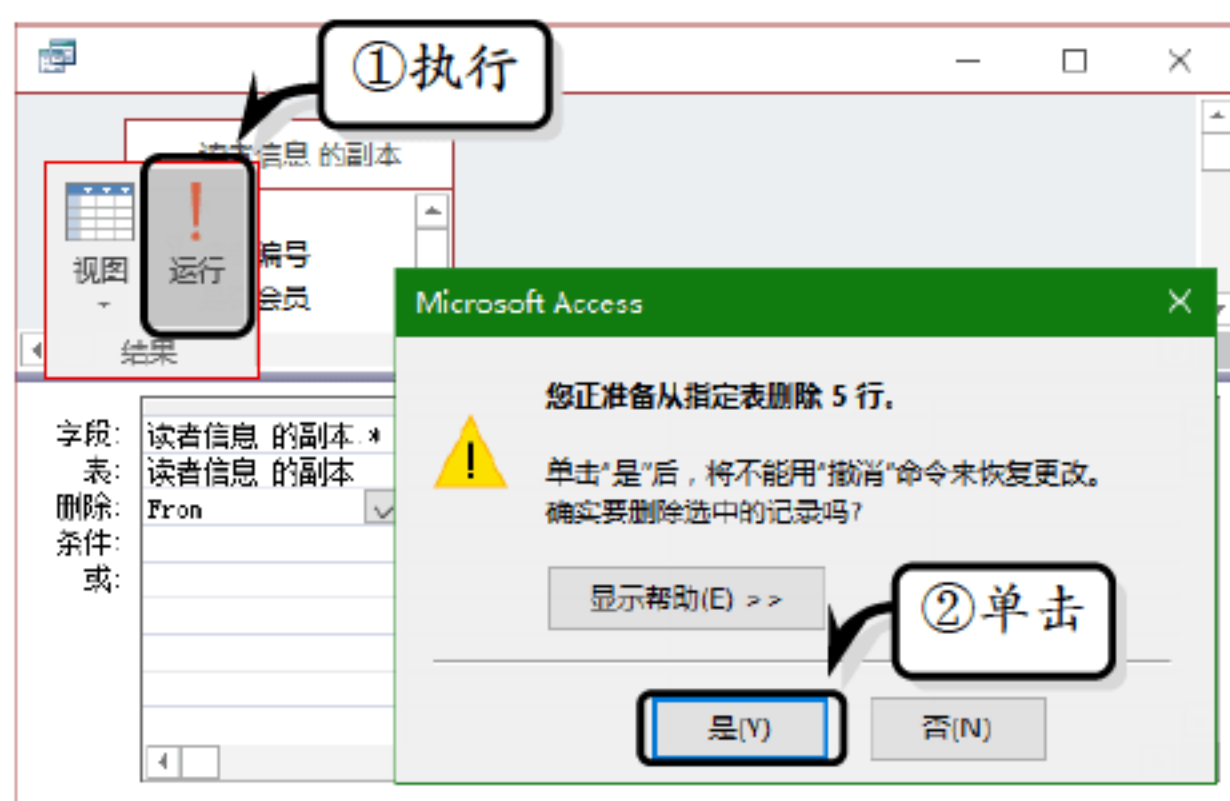 ①执行
读者信息 的副本
编号
会员
视图
运行
结果
Microsoft Access
您正准备从指定表删除 5 行。
单击“是”后，将不能用“撤消”命令来恢复更改。
确实要删除选中的记录吗?
显示帮助(E) >>
②单击
是(Y)
否(N)
字段: 读者信息 的副本.*
表: 读者信息 的副本
删除: From
条件:
或: